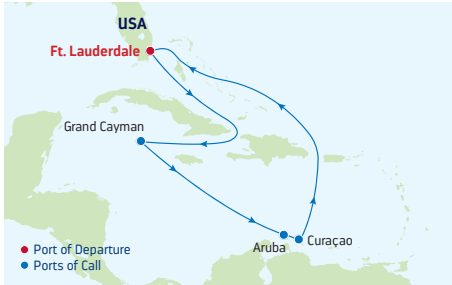 USA
Ft. Lauderdale
Grand Cayman
Aruba
Curaçao
Port of Departure
Ports of Call